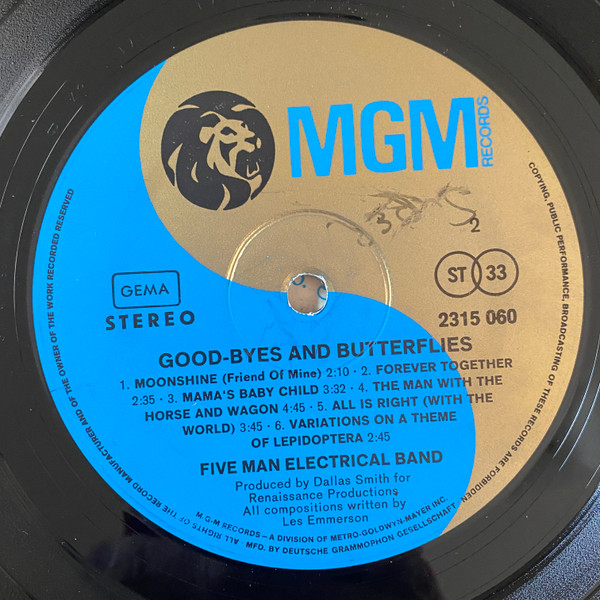 MGM
RECORDS
2
GEMA
STEREO
ST 33
2315 060
GOOD-BYES AND BUTTERFLIES
1. MOONSHINE (Friend Of Mine) 2:10 · 2. FOREVER TOGETHER
2:35 · 3. MAMA'S BABY CHILD 3:32 · 4. THE MAN WITH THE
HORSE AND WAGON 4:45 · 5. ALL IS RIGHT (WITH THE
WORLD) 3:45 · 6. VARIATIONS ON A THEME
OF LEPIDOPTERA 2:45
FIVE MAN ELECTRICAL BAND
Produced by Dallas Smith for
Renaissance Productions
All compositions written by
Les Emmerson
M-G-M RECORDS – A DIVISION OF METRO-GOLDWYN-MAYER INC.
ALL RIGHTS OF THE RECORD MANUFACTURER AND OF THE OWNER OF THE WORK RECORDED RESERVED
COPYING, PUBLIC PERFORMANCE, BROADCASTING OF THESE RECORDS ARE FORBIDDEN
· MFD. BY DEUTSCHE GRAMMOPHON GESELLSCHAFT ·